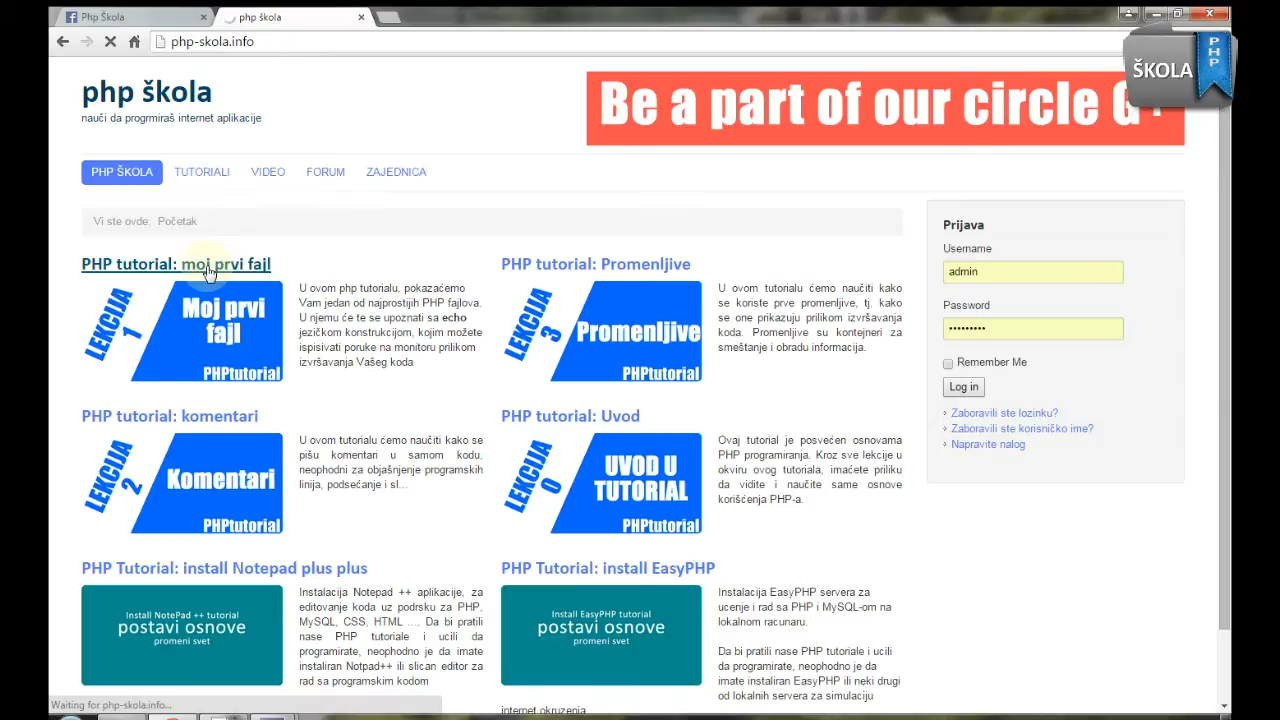 Php Škola
php škola
php-skola.info
ŠKOLA
PHP
php škola
nauči da progrmiraš internet aplikacije
Be a part of our circle G+
PHP ŠKOLA
TUTORIALI
VIDEO
FORUM
ZAJEDNICA
Vi ste ovde: Početak
PHP tutorial: moj prvi fajl
LEKCIJA 1
Moj prvi
fajl
PHPtutorial
U ovom php tutorialu, pokazaćemo
Vam jedan od najprostijih PHP fajlova.
U njemu će te se upoznati sa echo
jezičkom konstrukcijom, kojim možete
ispisivati poruke na monitoru prilikom
izvršavanja Vašeg koda
PHP tutorial: Promenljive
LEKCIJA 3
Promenljive
PHPtutorial
U ovom tutorialu ćemo naučiti kako
se koriste prve promenljive, tj. kako
se one prikazuju prilikom izvržavanja
koda. Promenljive su kontejneri za
smeštanje i obradu informacija.
PHP tutorial: komentari
LEKCIJA 2
Komentari
PHPtutorial
U ovom tutorialu ćemo naučiti kako se
pišu komentari u samom kodu,
neophodni za objašnjenje programskih
linija, podsećanje i sl...
PHP tutorial: Uvod
LEKCIJA 0
UVOD U
TUTORIAL
PHPtutorial
Ovaj tutorial je posvećen osnovama
PHP programiranja. Kroz sve lekcije u
okviru ovog tutoriala, imaćete priliku
da vidite i naučite same osnove
korišćenja PHP-a.
PHP Tutorial: install Notepad plus plus
Install NotePad ++ tutorial
postavi osnove
promeni svet
Instalacija Notepad ++ aplikacije, za
editovanje koda uz podrsku za PHP,
MySQL, CSS, HTML .... Da bi pratili
nase PHP tutoriale i ucili da
programirate, neophodno je da imate
instaliran Notpad++ ili slican editor za
rad sa programskim kodom
PHP Tutorial: install EasyPHP
Install EasyPHP tutorial
postavi osnove
promeni svet
Instalacija EasyPHP servera za
ucenje i rad sa PHP i MySQL-om na
lokalnom racunaru.
Da bi pratili nase PHP tutoriale i ucili
da programirate, neophodno je da
imate instaliran EasyPHP ili neki drugi
od lokalnih servera za simulaciju
internet okruzenja.
Prijava
Username
admin
Password
•••••••••
Remember Me
Log in
Zaboravili ste lozinku?
Zaboravili ste korisničko ime?
Napravite nalog
Waiting for php-skola.info...